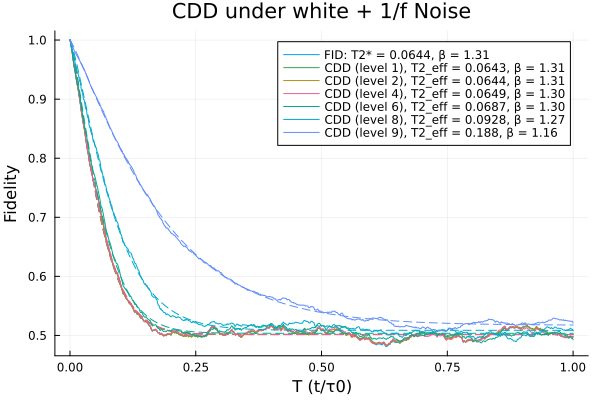 CDD under white + 1/f Noise
FID: T2* = 0.0644, β = 1.31
CDD (level 1), T2_eff = 0.0643, β = 1.31
CDD (level 2), T2_eff = 0.0644, β = 1.31
CDD (level 4), T2_eff = 0.0649, β = 1.30
CDD (level 6), T2_eff = 0.0687, β = 1.30
CDD (level 8), T2_eff = 0.0928, β = 1.27
CDD (level 9), T2_eff = 0.188, β = 1.16
Fidelity
1.0
0.9
0.8
0.7
0.6
0.5
0.00
0.25
0.50
0.75
1.00
T (t/τ0)